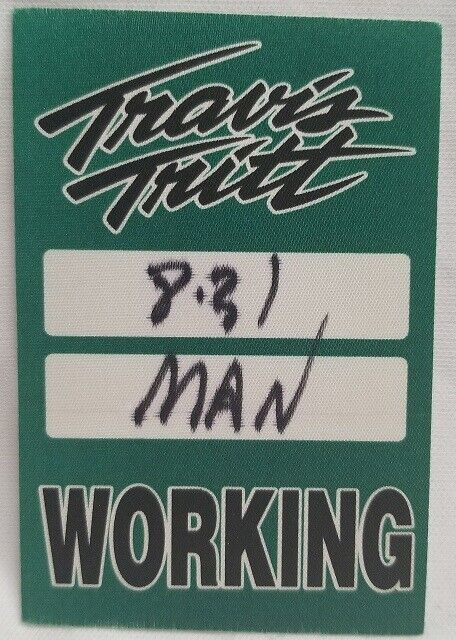 Travis
Tritt
8.31
MAN
WORKING